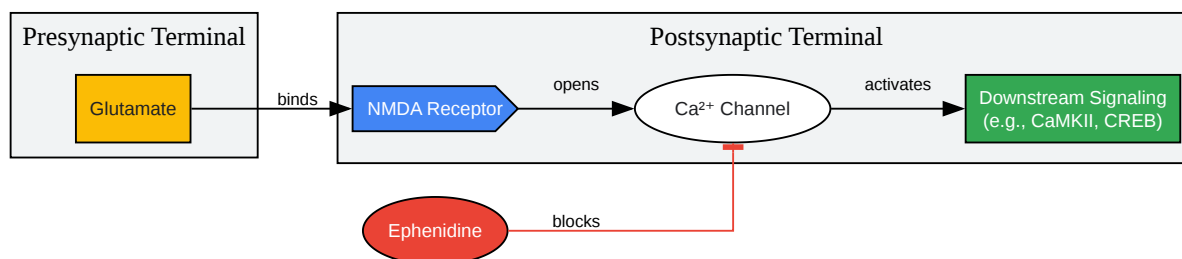 Presynaptic Terminal
Postsynaptic Terminal
Glutamate
binds
NMDA Receptor
opens
Ca²⁺ Channel
activates
Downstream Signaling
(e.g., CaMKII, CREB)
Ephenidine
blocks